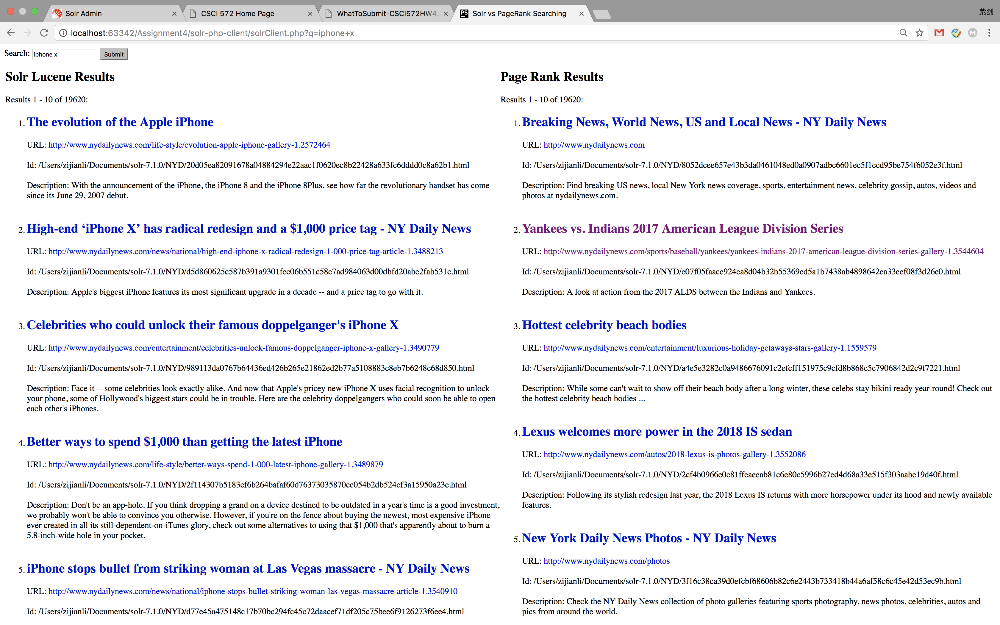 Solr Admin
CSCI 572 Home Page
WhatToSubmit-CSCI572HW4.
Solr vs PageRank Searching
紫剑
localhost:63342/Assignment4/solr-php-client/solrClient.php?q=iphone+x
Search: iphone x Submit
Solr Lucene Results
Results 1 - 10 of 19620:
1. The evolution of the Apple iPhone
URL: http://www.nydailynews.com/life-style/evolution-apple-iphone-gallery-1.2572464
Id: /Users/zijianli/Documents/solr-7.1.0/NYD/20d05ea82091678a04884294e22aac1f0620ec8b22428a633fc6dddd0c8a62b1.html
Description: With the announcement of the iPhone, the iPhone 8 and the iPhone 8Plus, see how far the revolutionary handset has come
since its June 29, 2007 debut.
2. High-end ‘iPhone X’ has radical redesign and a $1,000 price tag - NY Daily News
URL: http://www.nydailynews.com/news/national/high-end-iphone-x-radical-redesign-1-000-price-tag-article-1.3488213
Id: /Users/zijianli/Documents/solr-7.1.0/NYD/d5d860625c587b391a9301fec06b551c58e7ad984063d00dbfd20abe2fab531c.html
Description: Apple's biggest iPhone features its most significant upgrade in a decade -- and a price tag to go with it.
3. Celebrities who could unlock their famous doppelganger's iPhone X
URL: http://www.nydailynews.com/entertainment/celebrities-unlock-famous-doppelganger-iphone-x-gallery-1.3490779
Id: /Users/zijianli/Documents/solr-7.1.0/NYD/989113da0767b64436ed426b265e21862ed2b77a5108883c8eb7b6248c68d850.html
Description: Face it -- some celebrities look exactly alike. And now that Apple's pricey new iPhone X uses facial recognition to unlock
your phone, some of Hollywood's biggest stars could be in trouble. Here are the celebrity doppelgangers who could soon be able to open
each other's iPhones.
4. Better ways to spend $1,000 than getting the latest iPhone
URL: http://www.nydailynews.com/life-style/better-ways-spend-1-000-latest-iphone-gallery-1.3489879
Id: /Users/zijianli/Documents/solr-7.1.0/NYD/2f114307b5183cf6b264bafaf60d76373035870cc054b2db524cf3a15950a23e.html
Description: Don't be an app-hole. If you think dropping a grand on a device destined to be outdated in a year's time is a good investment,
we probably won't be able to convince you otherwise. However, if you're on the fence about buying the newest, most expensive iPhone
ever created in all its still-dependent-on-iTunes glory, check out some alternatives to using that $1,000 that's apparently about to burn a
5.8-inch-wide hole in your pocket.
5. iPhone stops bullet from striking woman at Las Vegas massacre - NY Daily News
URL: http://www.nydailynews.com/news/national/iphone-stops-bullet-striking-woman-las-vegas-massacre-article-1.3540910
Id: /Users/zijianli/Documents/solr-7.1.0/NYD/d77e45a475148c17b70bc294fc45c72daacef71df205c75bee6f9126273f6ee4.html
Page Rank Results
Results 1 - 10 of 19620:
1. Breaking News, World News, US and Local News - NY Daily News
URL: http://www.nydailynews.com
Id: /Users/zijianli/Documents/solr-7.1.0/NYD/8052dcee657e43b3da0461048ed0a0907adbc6601ec5f1ccd95be754f6052e3f.html
Description: Find breaking US news, local New York news coverage, sports, entertainment news, celebrity gossip, autos, videos and
photos at nydailynews.com.
2. Yankees vs. Indians 2017 American League Division Series
URL: http://www.nydailynews.com/sports/baseball/yankees/yankees-indians-2017-american-league-division-series-gallery-1.3544604
Id: /Users/zijianli/Documents/solr-7.1.0/NYD/e07f05faace924ea8d04b32b55369ed5a1b7438ab4898642ea33eef08f3d26e0.html
Description: A look at action from the 2017 ALDS between the Indians and Yankees.
3. Hottest celebrity beach bodies
URL: http://www.nydailynews.com/entertainment/luxurious-holiday-getaways-stars-gallery-1.1559579
Id: /Users/zijianli/Documents/solr-7.1.0/NYD/a4e5e3282c0a9486676091c2efcff151975c9cfd8b868c5c7906842d2c9f7221.html
Description: While some can't wait to show off their beach body after a long winter, these celebs stay bikini ready year-round! Check out
the hottest celebrity beach bodies ...
4. Lexus welcomes more power in the 2018 IS sedan
URL: http://www.nydailynews.com/autos/2018-lexus-is-photos-gallery-1.3552086
Id: /Users/zijianli/Documents/solr-7.1.0/NYD/2cf4b0966e0c81ffeaeeab81c6e80c5996b27ed4d68a33e515f303aabe19d40f.html
Description: Following its stylish redesign last year, the 2018 Lexus IS returns with more horsepower under its hood and newly available
features.
5. New York Daily News Photos - NY Daily News
URL: http://www.nydailynews.com/photos
Id: /Users/zijianli/Documents/solr-7.1.0/NYD/3f16c38ca39d0efcbf68606b82c6e2443b733418b44a6af58c6c45e42d53ec9b.html
Description: Check the NY Daily News collection of photo galleries featuring sports photography, news photos, celebrities, autos and
pics from around the world.